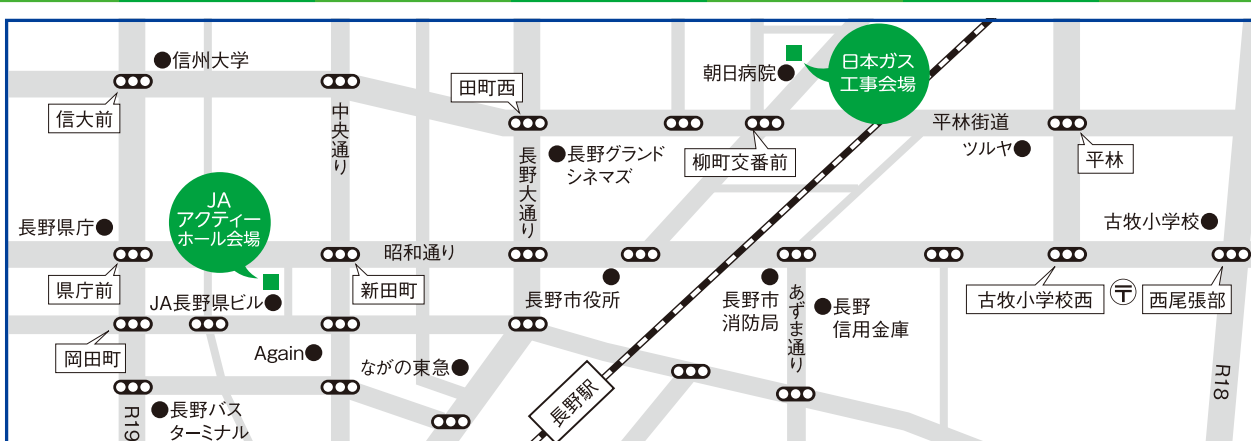 信州大学
信大前
中央通り
田町西
朝日病院
日本ガス
工事会場
平林街道
ツルヤ
平林
柳町交番前
長野グランド
シネマズ
長野大通り
JA
アクティー
ホール会場
長野県庁
県庁前
昭和通り
新田町
JA長野県ビル
岡田町
Again
ながの東急
長野バス
ターミナル
R19
長野市役所
長野駅
長野市
消防局
あずま通り
長野
信用金庫
古牧小学校
古牧小学校西
〒
西尾張部
R18